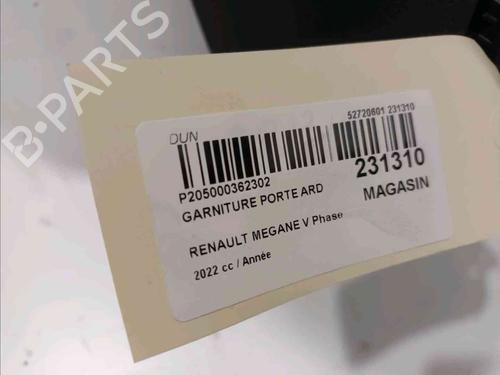 B-PARTS
DUN
52720601 231310
P205000362302
231310
GARNITURE PORTE ARD
MAGASIN
RENAULT MEGANE V Phase
2022 cc / Année